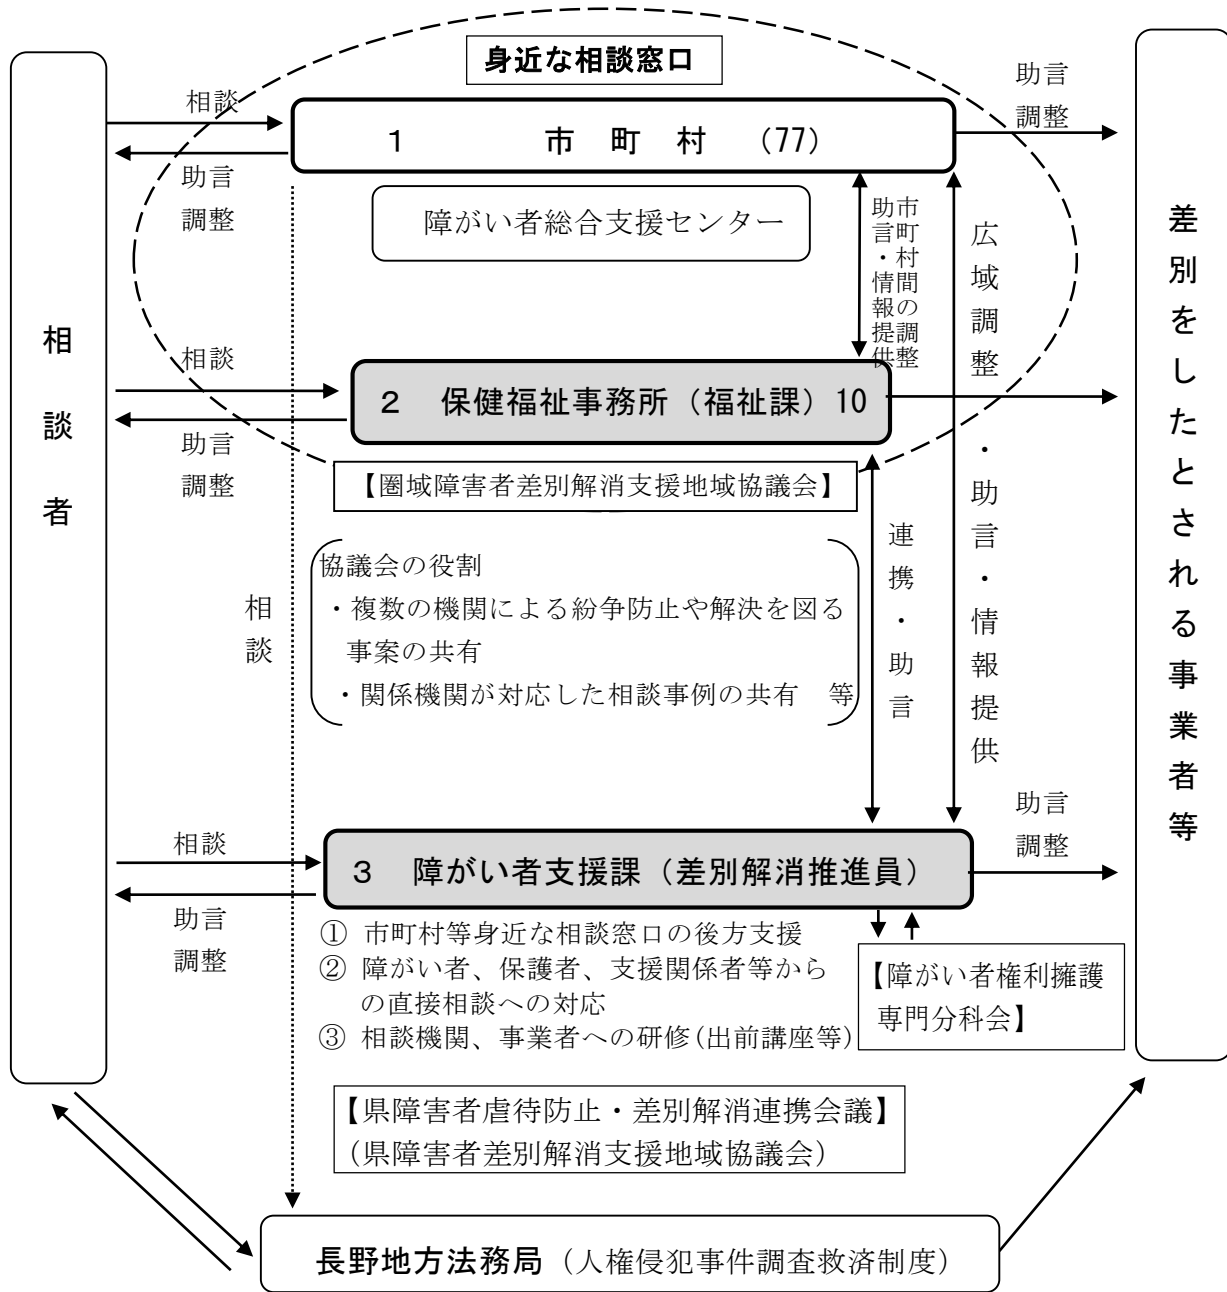 身近な相談窓口
相談
助言
調整
1 市 町 村 (77)
助言
調整
障がい者総合支援センター
市町村間の調整
助言・情報提供
広域調整・助言・情報提供
相談者
差別をしたとされる事業者等
相談
助言
調整
2 保健福祉事務所（福祉課）10
【圏域障害者差別解消支援地域協議会】
協議会の役割
・複数の機関による紛争防止や解決を図る
事案の共有
・関係機関が対応した相談事例の共有 等
相談
連携・助言
相談
助言
調整
3 障がい者支援課（差別解消推進員）
助言
調整
① 市町村等身近な相談窓口の後方支援
② 障がい者、保護者、支援関係者等から
の直接相談への対応
③ 相談機関、事業者への研修(出前講座等)
【障がい者権利擁護
専門分科会】
【県障害者虐待防止・差別解消連携会議】
（県障害者差別解消支援地域協議会）
長野地方法務局（人権侵犯事件調査救済制度）